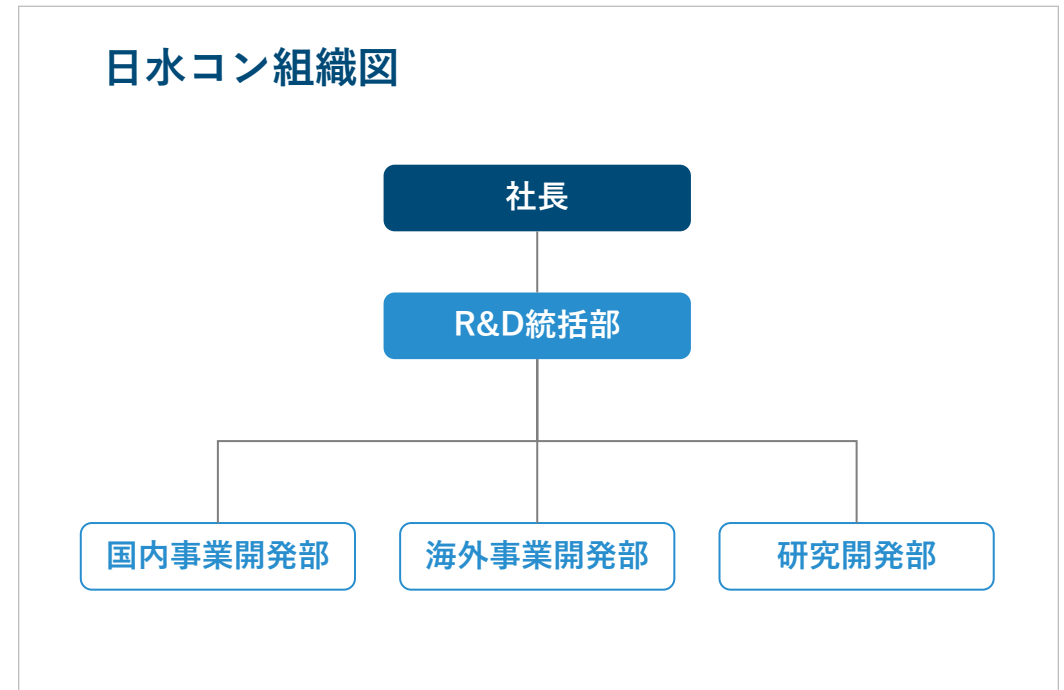 日水コン組織図
社長
R&D統括部
国内事業開発部
海外事業開発部
研究開発部